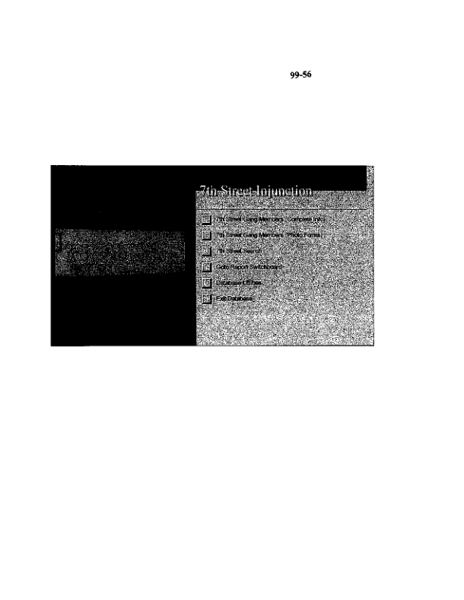 99-56
7th Street Injunction
7th Street Gang Members (Complete Info)
7th Street Gang Members (Photo Forms)
7th Street Search
Goto Report Switchboard
Database Utilities
Exit Database